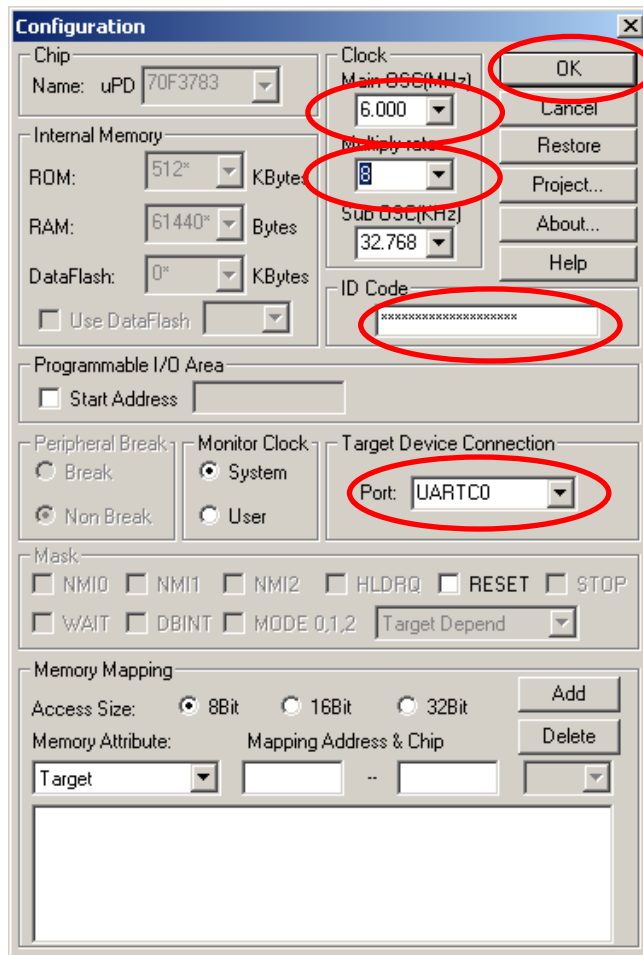 Configuration
Chip
Name: uPD 70F3783
Internal Memory
ROM: 512* KBytes
RAM: 61440* Bytes
DataFlash: 0* KBytes
Use DataFlash
Clock
Main OSC(MHz)
6.000
Multiply rate
8
Sub OSC(KHz)
32.768
OK
Cancel
Restore
Project...
About...
Help
ID Code
********************
Programmable I/O Area
Start Address
Peripheral Break
Break
Non Break
Monitor Clock
System
User
Target Device Connection
Port: UARTC0
Mask
NMI0 NMI1 NMI2 HLDRQ RESET STOP
WAIT DBINT MODE 0,1,2 Target Depend
Memory Mapping
Access Size: 8Bit 16Bit 32Bit
Add
Memory Attribute: Mapping Address & Chip
Delete
Target --